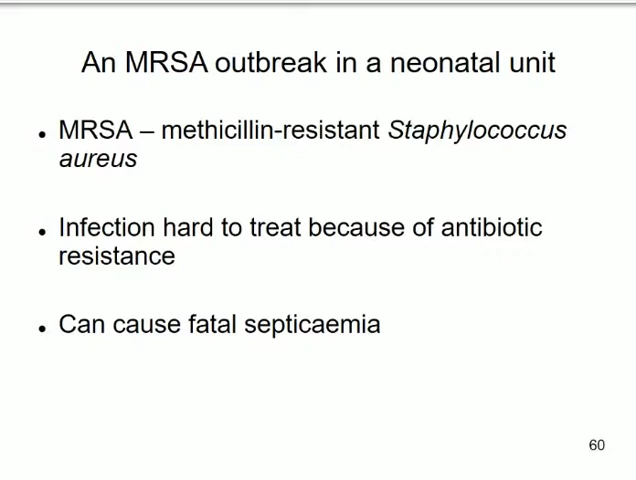 An MRSA outbreak in a neonatal unit
• MRSA – methicillin-resistant Staphylococcus
aureus
• Infection hard to treat because of antibiotic
resistance
• Can cause fatal septicaemia
60